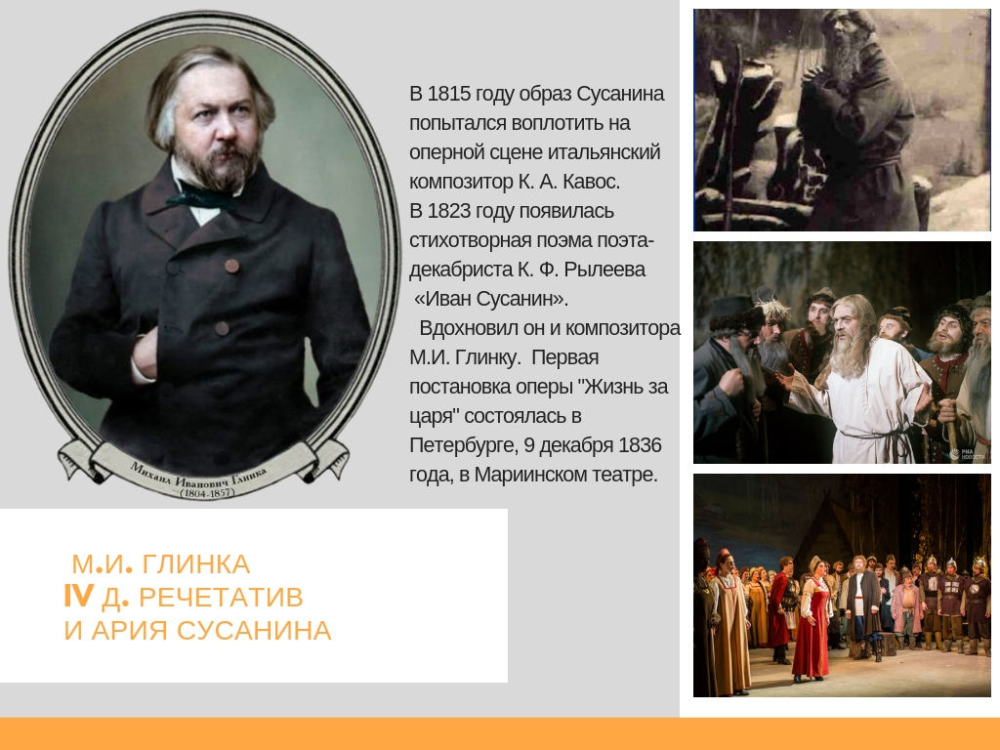 Михаил Иванович Глинка
(1804-1857)
В 1815 году образ Сусанина
попытался воплотить на
оперной сцене итальянский
композитор К. А. Кавос.
В 1823 году появилась
стихотворная поэма поэта-
декабриста К. Ф. Рылеева
«Иван Сусанин».
Вдохновил он и композитора
М.И. Глинку. Первая
постановка оперы "Жизнь за
царя" состоялась в
Петербурге, 9 декабря 1836
года, в Мариинском театре.
М.И. ГЛИНКА
IV Д. РЕЧЕТАТИВ
И АРИЯ СУСАНИНА
РИА
НОВОСТИ